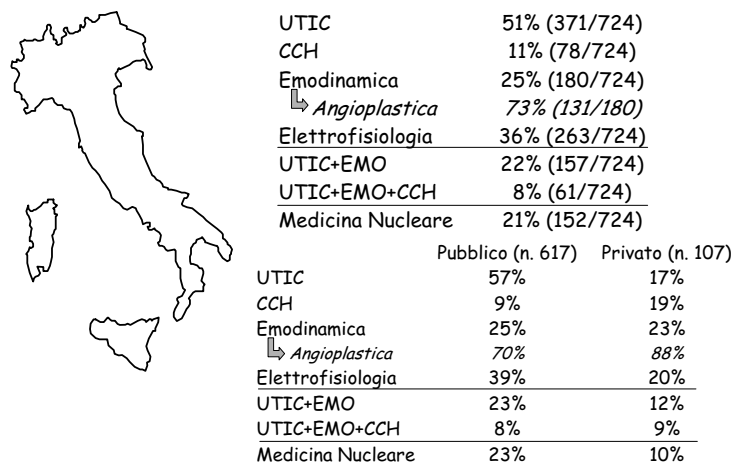 UTIC 51% (371/724)
CCH 11% (78/724)
Emodinamica 25% (180/724)
Angioplastica 73% (131/180)
Elettrofisiologia 36% (263/724)
UTIC+EMO 22% (157/724)
UTIC+EMO+CCH 8% (61/724)
Medicina Nucleare 21% (152/724)
Pubblico (n. 617) Privato (n. 107)
UTIC 57% 17%
CCH 9% 19%
Emodinamica 25% 23%
Angioplastica 70% 88%
Elettrofisiologia 39% 20%
UTIC+EMO 23% 12%
UTIC+EMO+CCH 8% 9%
Medicina Nucleare 23% 10%